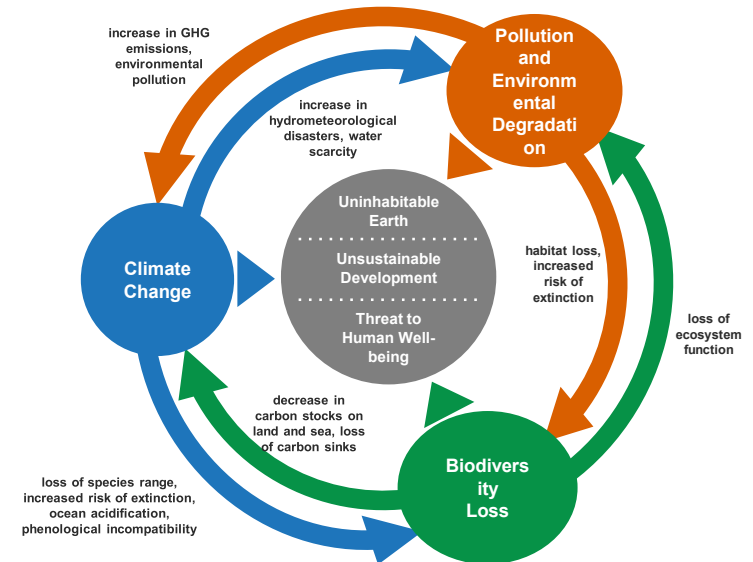 increase in GHG
emissions,
environmental
pollution
Pollution
and
Environm
ental
Degradati
on
increase in
hydrometeorological
disasters, water
scarcity
Uninhabitable
Earth
Climate
Change
Unsustainable
Development
habitat loss,
increased
risk of
extinction
Threat to
Human Well-
being
loss of
ecosystem
function
decrease in
carbon stocks on
land and sea, loss
of carbon sinks
loss of species range,
increased risk of extinction,
ocean acidification,
phenological incompatibility
Biodivers
ity
Loss